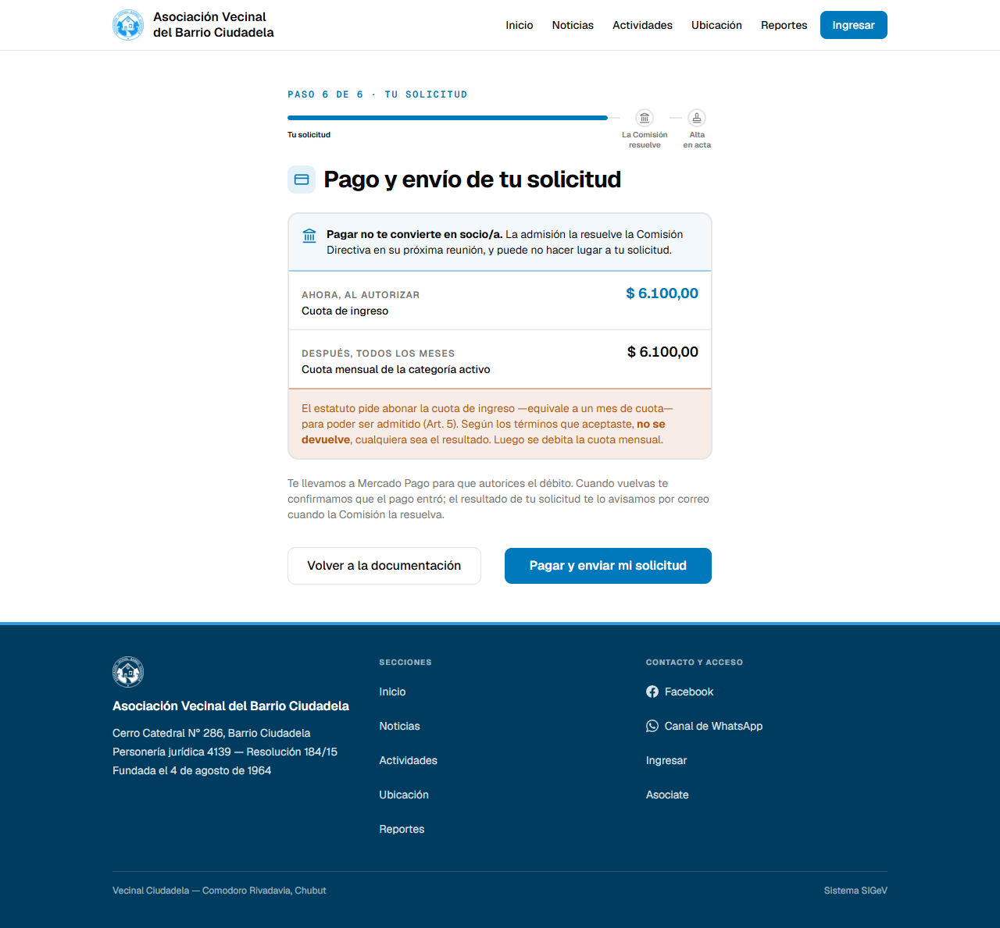 Asociación Vecinal
del Barrio Ciudadela
Inicio
Noticias
Actividades
Ubicación
Reportes
Ingresar
PASO 6 DE 6 · TU SOLICITUD
Tu solicitud
La Comisión
resuelve
Alta
en acta
Pago y envío de tu solicitud
Pagar no te convierte en socio/a. La admisión la resuelve la Comisión
Directiva en su próxima reunión, y puede no hacer lugar a tu solicitud.
AHORA, AL AUTORIZAR
$ 6.100,00
Cuota de ingreso
DESPUÉS, TODOS LOS MESES
$ 6.100,00
Cuota mensual de la categoría activo
El estatuto pide abonar la cuota de ingreso —equivale a un mes de cuota—
para poder ser admitido (Art. 5). Según los términos que aceptaste, no se
devuelve, cualquiera sea el resultado. Luego se debita la cuota mensual.
Te llevamos a Mercado Pago para que autorices el débito. Cuando vuelvas te
confirmamos que el pago entró; el resultado de tu solicitud te lo avisamos por correo
cuando la Comisión la resuelva.
Volver a la documentación
Pagar y enviar mi solicitud
Asociación Vecinal del Barrio Ciudadela
Cerro Catedral N° 286, Barrio Ciudadela
Personería jurídica 4139 — Resolución 184/15
Fundada el 4 de agosto de 1964
SECCIONES
Inicio
Noticias
Actividades
Ubicación
Reportes
CONTACTO Y ACCESO
Facebook
Canal de WhatsApp
Ingresar
Asociate
Vecinal Ciudadela — Comodoro Rivadavia, Chubut
Sistema SIGeV